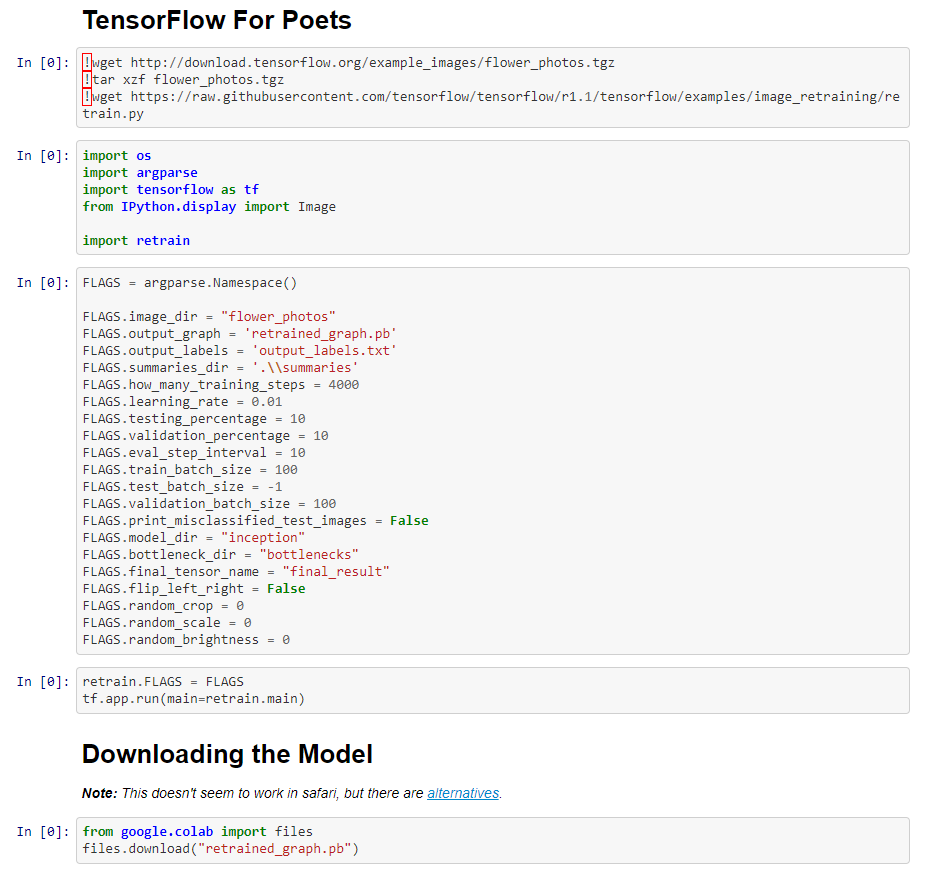 TensorFlow For Poets
In [0]: !wget http://download.tensorflow.org/example_images/flower_photos.tgz
!tar xzf flower_photos.tgz
!wget https://raw.githubusercontent.com/tensorflow/tensorflow/r1.1/tensorflow/examples/image_retraining/re
train.py
In [0]: import os
import argparse
import tensorflow as tf
from IPython.display import Image
import retrain
In [0]: FLAGS = argparse.Namespace()
FLAGS.image_dir = "flower_photos"
FLAGS.output_graph = 'retrained_graph.pb'
FLAGS.output_labels = 'output_labels.txt'
FLAGS.summaries_dir = '.\\summaries'
FLAGS.how_many_training_steps = 4000
FLAGS.learning_rate = 0.01
FLAGS.testing_percentage = 10
FLAGS.validation_percentage = 10
FLAGS.eval_step_interval = 10
FLAGS.train_batch_size = 100
FLAGS.test_batch_size = -1
FLAGS.validation_batch_size = 100
FLAGS.print_misclassified_test_images = False
FLAGS.model_dir = "inception"
FLAGS.bottleneck_dir = "bottlenecks"
FLAGS.final_tensor_name = "final_result"
FLAGS.flip_left_right = False
FLAGS.random_crop = 0
FLAGS.random_scale = 0
FLAGS.random_brightness = 0
In [0]: retrain.FLAGS = FLAGS
tf.app.run(main=retrain.main)
Downloading the Model
Note: This doesn't seem to work in safari, but there are alternatives.
In [0]: from google.colab import files
files.download("retrained_graph.pb")